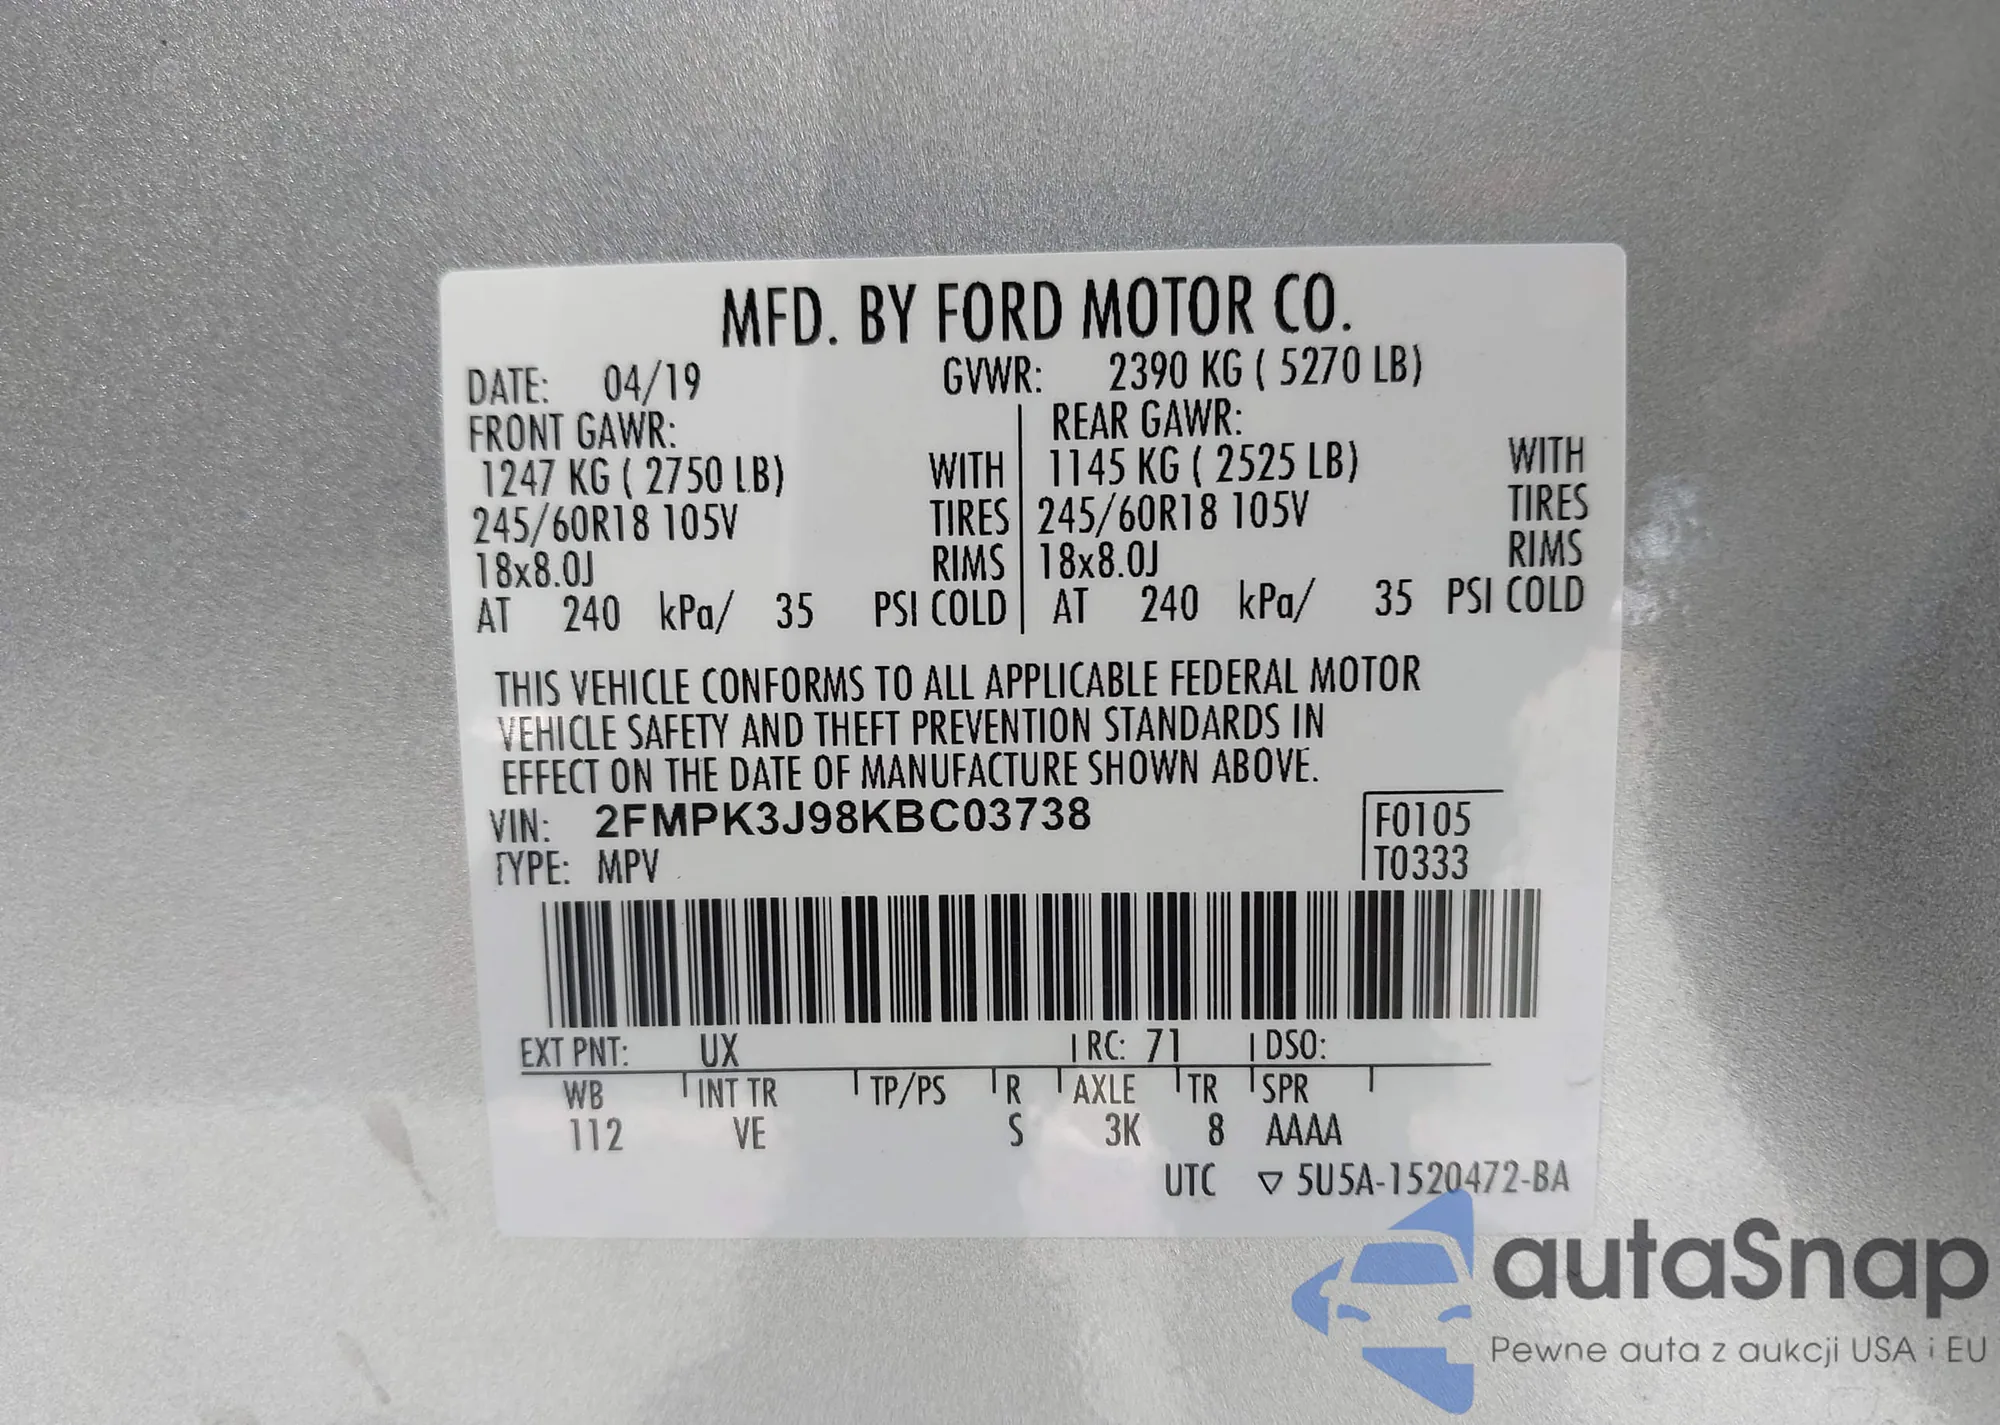 MFD. BY FORD MOTOR CO.
DATE: 04/19 GVWR: 2390 KG ( 5270 LB)
FRONT GAWR: REAR GAWR:
1247 KG ( 2750 LB) WITH 1145 KG ( 2525 LB) WITH
245/60R18 105V TIRES 245/60R18 105V TIRES
18x8.0J RIMS 18x8.0J RIMS
AT 240 kPa/ 35 PSI COLD AT 240 kPa/ 35 PSI COLD
THIS VEHICLE CONFORMS TO ALL APPLICABLE FEDERAL MOTOR
VEHICLE SAFETY AND THEFT PREVENTION STANDARDS IN
EFFECT ON THE DATE OF MANUFACTURE SHOWN ABOVE.
VIN: 2FMPK3J98KBC03738 F0105
TYPE: MPV T0333
EXT PNT: UX RC: 71 DSO:
WB INT TR TP/PS R AXLE TR SPR
112 VE S 3K 8 AAAA
UTC ▽ 5U5A-1520472-BA
autaSnap
Pewne auta z aukcji USA i EU